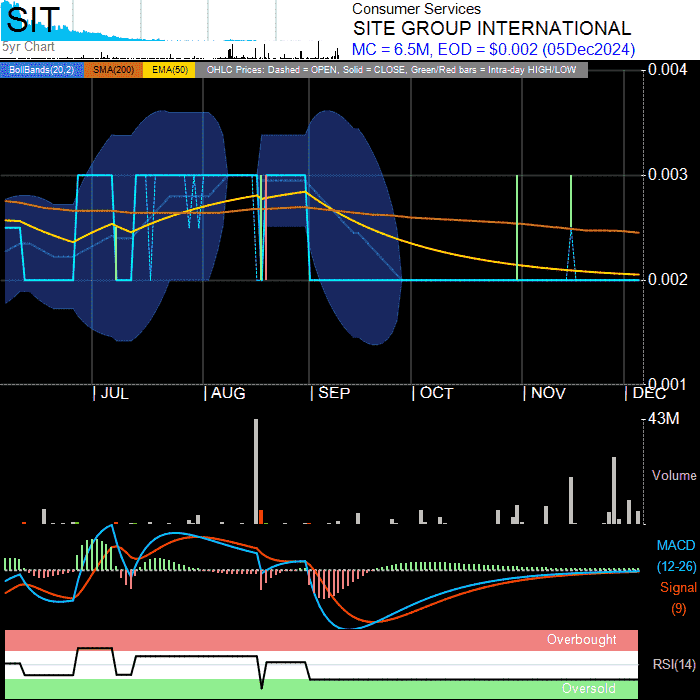 SIT
Consumer Services
SITE GROUP INTERNATIONAL
5yr Chart
MC = 6.5M, EOD = $0.002 (05Dec2024)
BollBands(20,2) SMA(200) EMA(50) OHLC Prices: Dashed = OPEN, Solid = CLOSE, Green/Red bars = Intra-day HIGH/LOW
0.004
0.003
0.002
0.001
JUL AUG SEP OCT NOV DEC
43M
Volume
MACD
(12-26)
Signal
(9)
Overbought
RSI(14)
Oversold